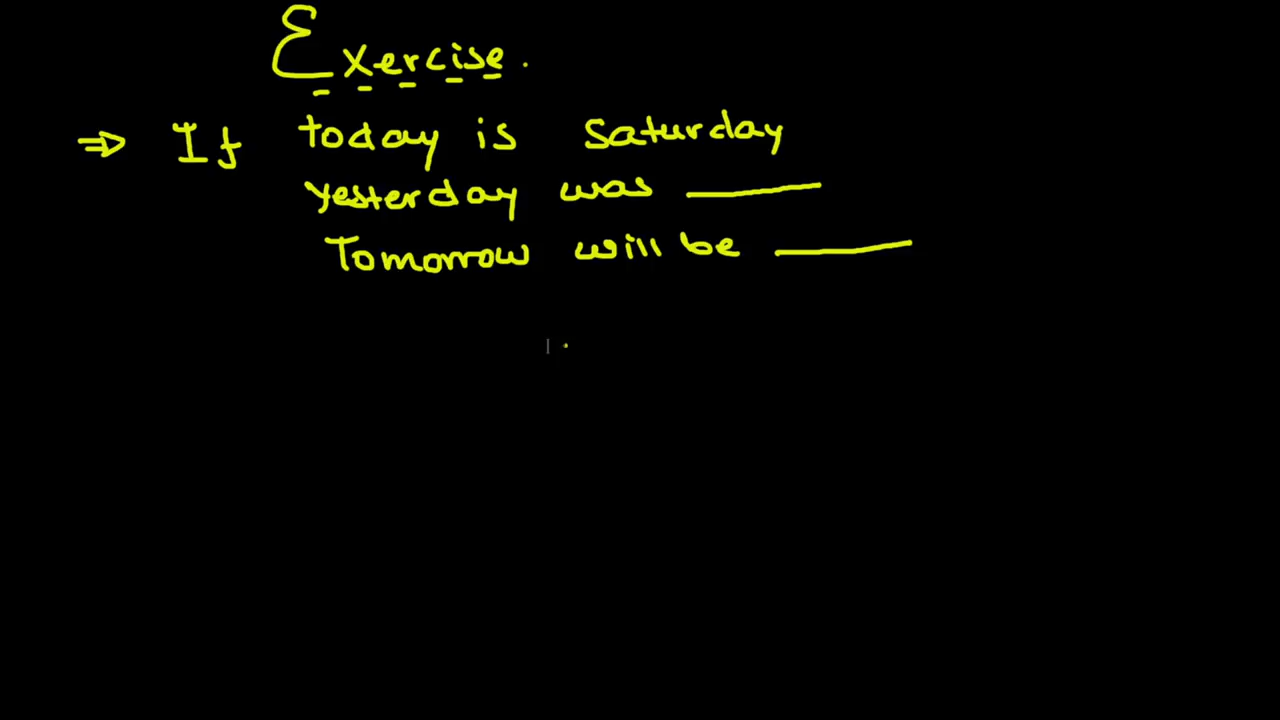 Exercise.
⇒ If today is Saturday
yesterday was ______
Tomorrow will be ______